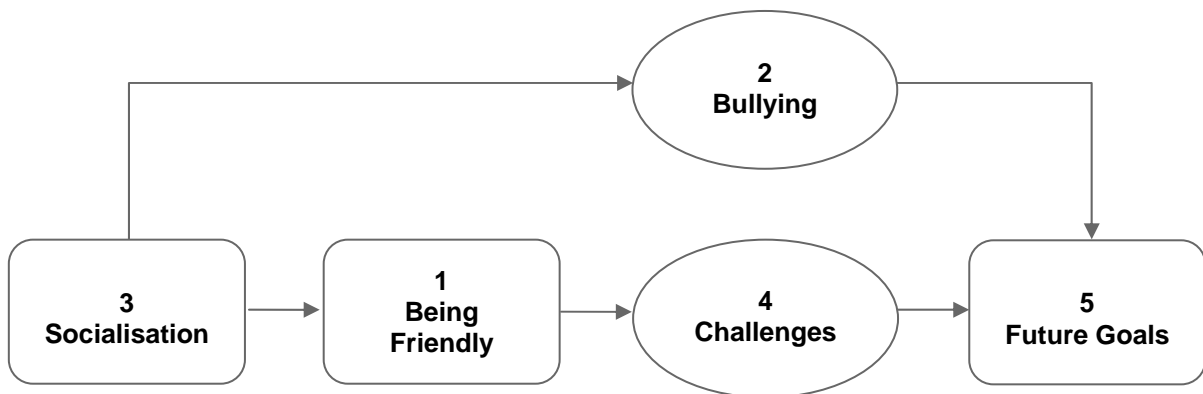 2
Bullying
3
Socialisation
1
Being
Friendly
4
Challenges
5
Future Goals